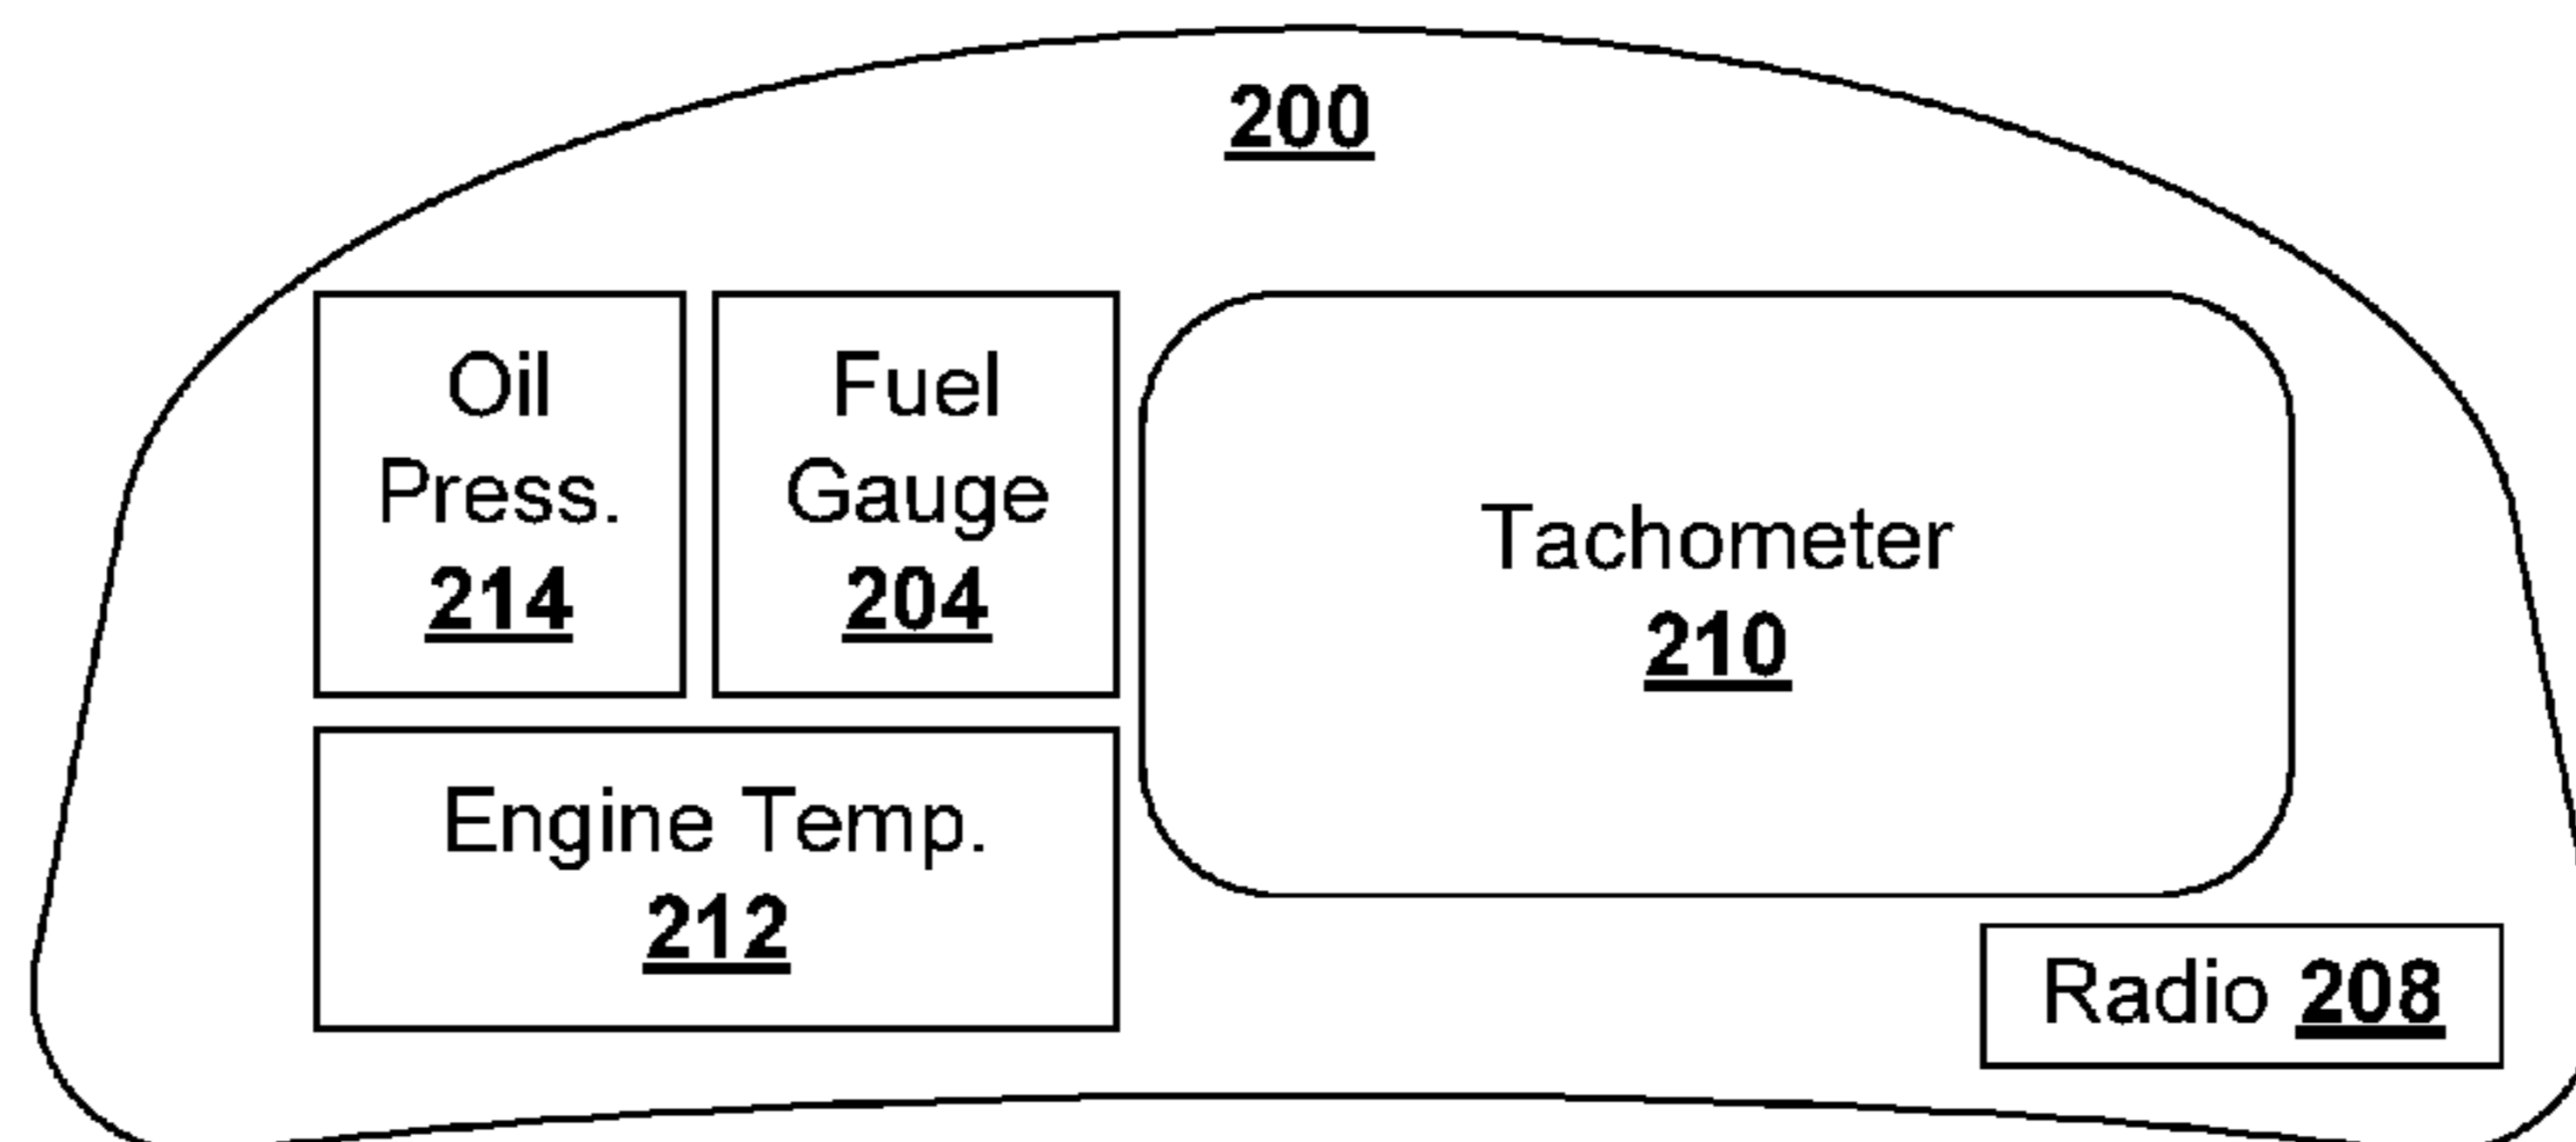 200
Oil
Press.
214
Fuel
Gauge
204
Tachometer
210
Engine Temp.
212
Radio 208